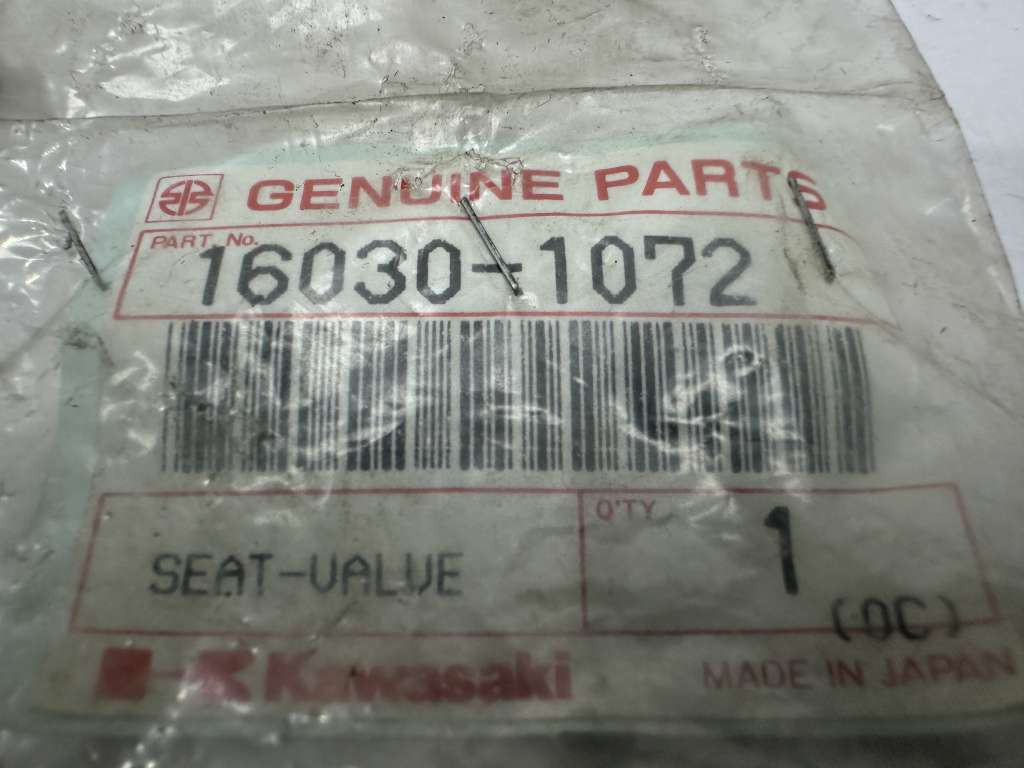 GENUINE PARTS
PART No. 16030-1072
SEAT-VALVE
Q'TY 1
(OC)
Kawasaki
MADE IN JAPAN